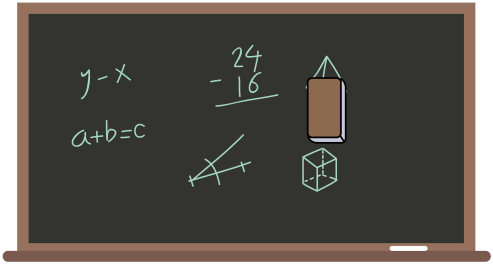 y-x
a+b=c
24
- 16